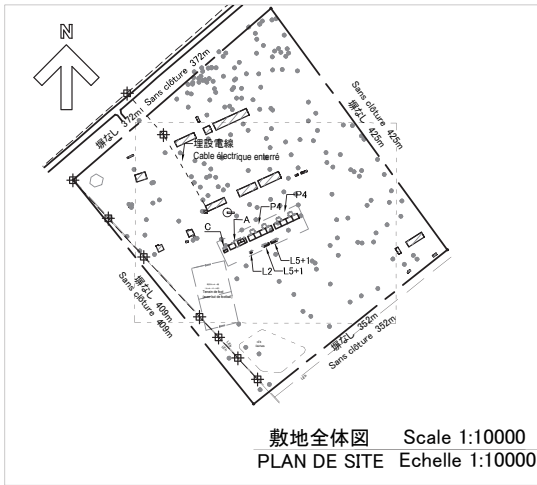 N
塀なし 372m
Sans clôture 372m
Sans clôture 425m
塀なし 425m
埋設電線
Cable électrique enterré
P4
P4
A
C
L5+1
L2
L5+1
塀なし 409m
Sans clôture 409m
塀なし 352m
Sans clôture 352m
敷地全体図 Scale 1:10000
PLAN DE SITE Echelle 1:10000